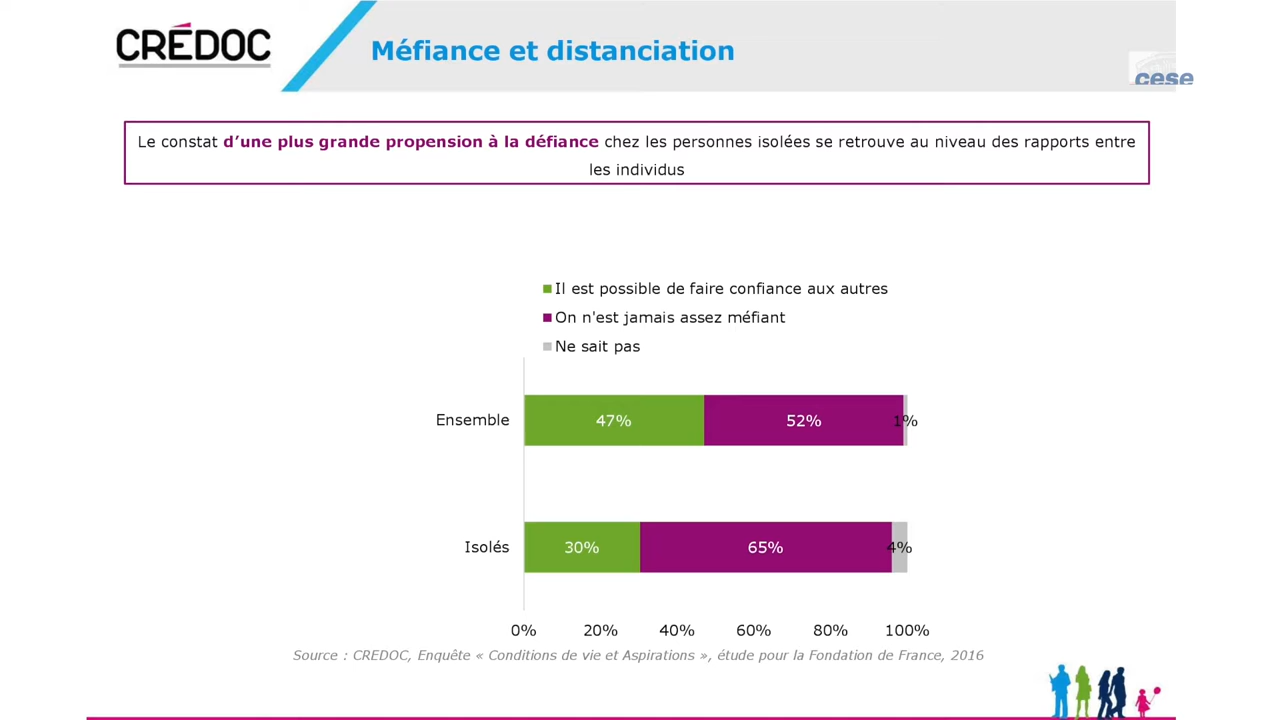 CRÉDOC
Méfiance et distanciation
cese
Le constat d’une plus grande propension à la défiance chez les personnes isolées se retrouve au niveau des rapports entre
les individus
Il est possible de faire confiance aux autres
On n'est jamais assez méfiant
Ne sait pas
Ensemble 47% 52% 1%
Isolés 30% 65% 4%
0% 20% 40% 60% 80% 100%
Source : CREDOC, Enquête « Conditions de vie et Aspirations », étude pour la Fondation de France, 2016